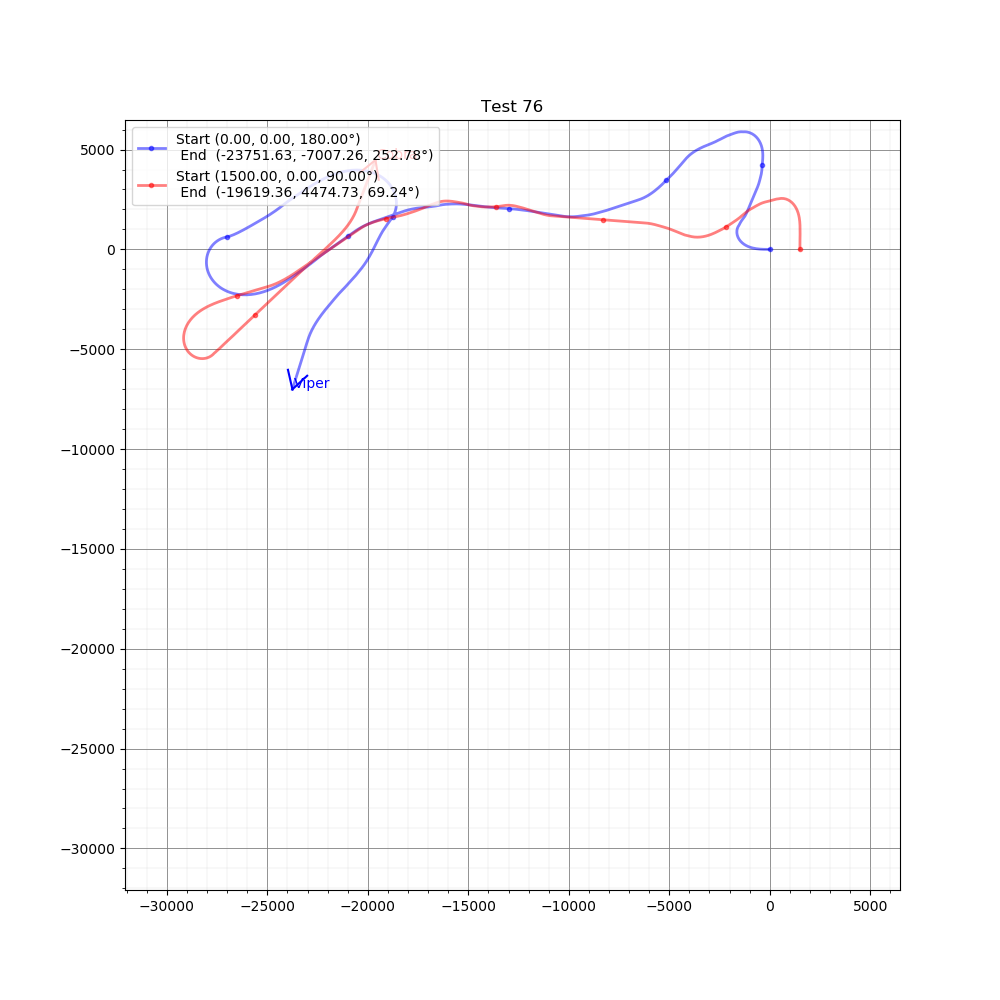 Test 76
Start (0.00, 0.00, 180.00°)
End (-23751.63, -7007.26, 252.78°)
Start (1500.00, 0.00, 90.00°)
End (-19619.36, 4474.73, 69.24°)
5000
0
−5000
−10000
−15000
−20000
−25000
−30000
Viper
−30000 −25000 −20000 −15000 −10000 −5000 0 5000